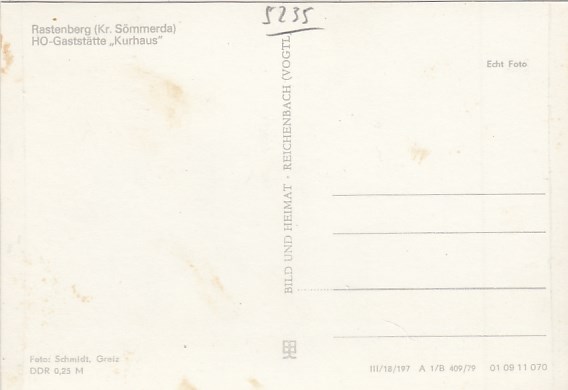 5235
Rastenberg (Kr. Sömmerda)
HO-Gaststätte „Kurhaus"
Echt Foto
BILD UND HEIMAT · REICHENBACH (VOGTL
Foto: Schmidt, Greiz
DDR 0,25 M
III/18/197 A 1/B 409/79 01 09 11 070